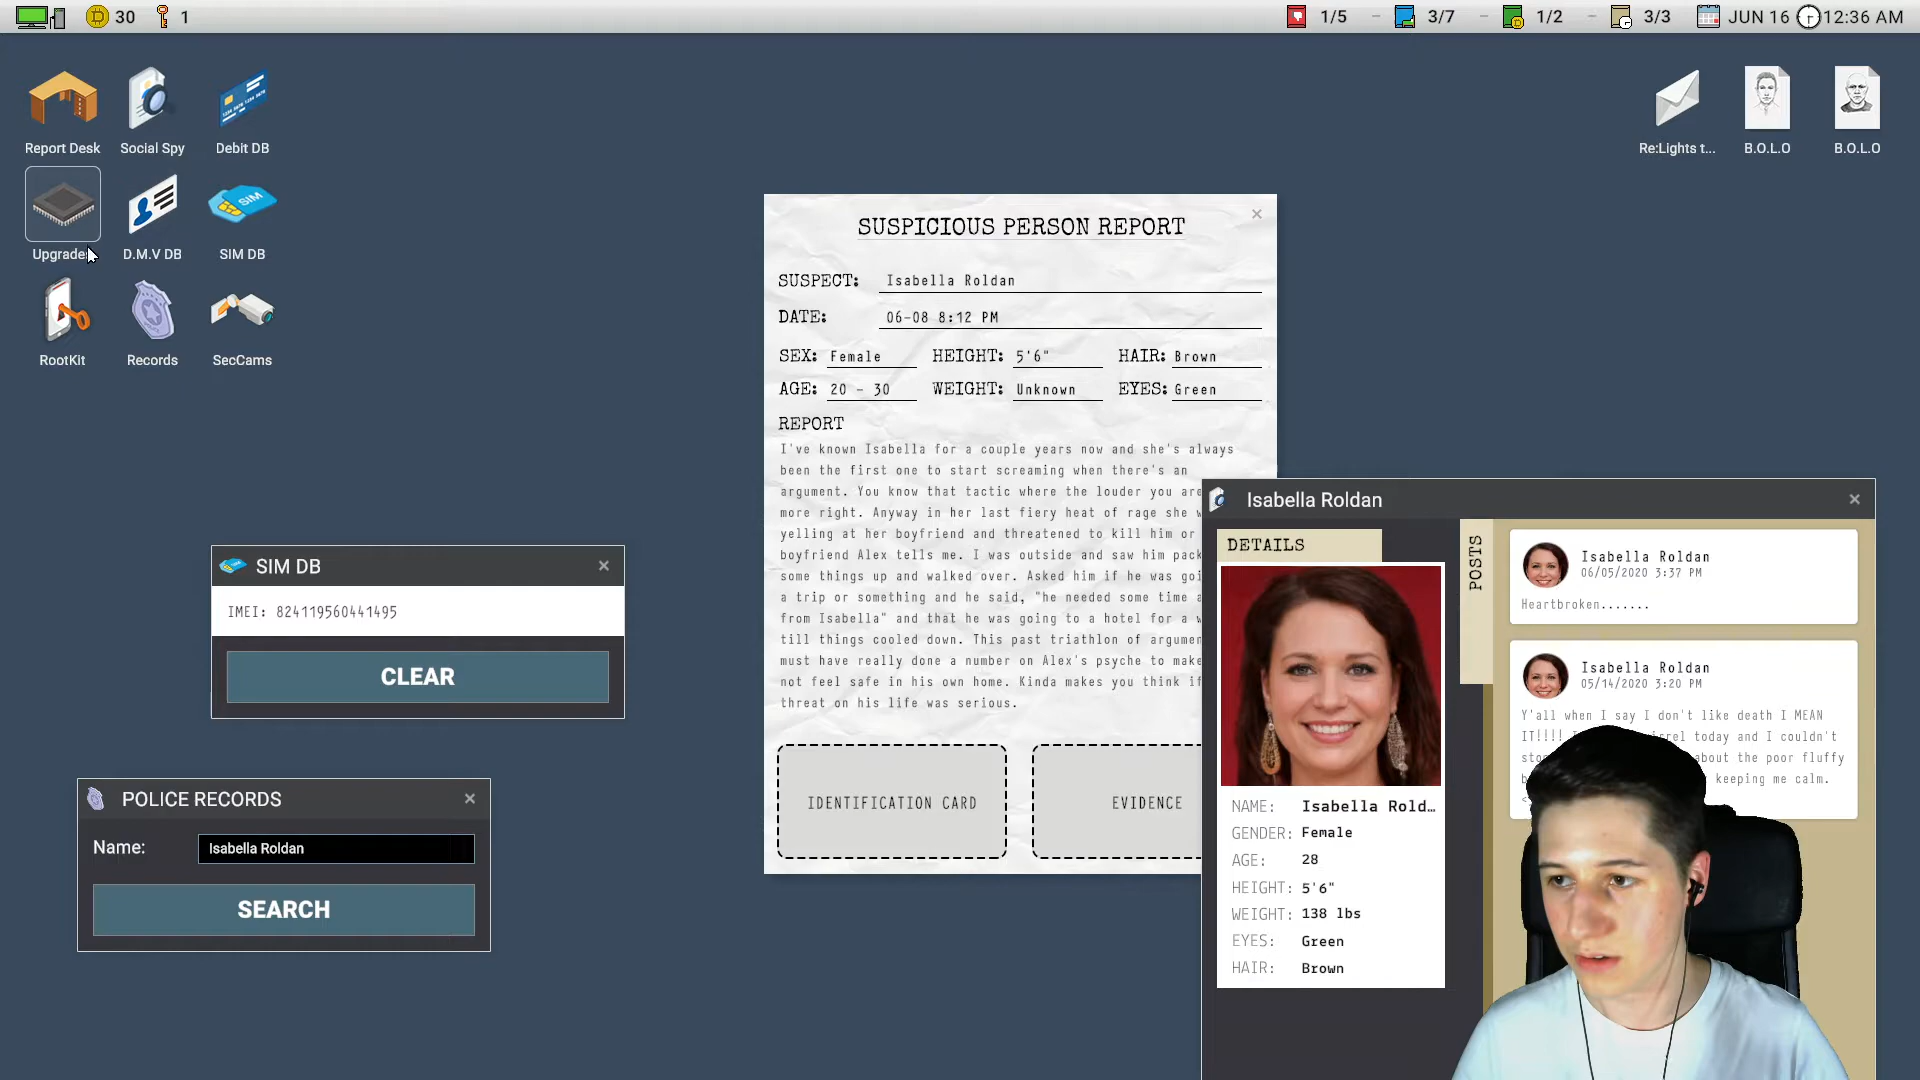 30 1 1/5 - 3/7 - 1/2 - 3/3 JUN 16 12:36 AM
Report Desk Social Spy Debit DB
Re:Lights t... B.O.L.O B.O.L.O
D.M.V DB SIM DB
RootKit Records SecCams
SUSPICIOUS PERSON REPORT
SUSPECT: Isabella Roldan
DATE: 06-08 8:12 PM
SEX: Female HEIGHT: 5'6" HAIR: Brown
AGE: 20 - 30 WEIGHT: Unknown EYES: Green
REPORT
I've known Isabella for a couple years now and she's always
been the first one to start screaming when there's an
argument. You know that tactic where the louder you are
more right. Anyway in her last fiery heat of rage she
yelling at her boyfriend and threatened to kill him or
boyfriend Alex tells me. I was outside and saw him
some things up and walked over. Asked him if he was
a trip or something and he said, "he needed some time
from Isabella" and that he was going to a hotel for a
till things cooled down. This past triathlon of
must have really done a number on Alex's psyche to make
not feel safe in his own home. Kinda makes you think if
threat on his life was serious.
IDENTIFICATION CARD EVIDENCE
SIM DB
IMEI: 824119560441495
CLEAR
POLICE RECORDS
Name: Isabella Roldan
SEARCH
Isabella Roldan
DETAILS
NAME: Isabella Rold...
GENDER: Female
AGE: 28
HEIGHT: 5'6"
WEIGHT: 138 lbs
EYES: Green
HAIR: Brown
POSTS
Isabella Roldan
06/05/2020 3:37 PM
Heartbroken.......
Isabella Roldan
05/14/2020 3:20 PM
Y'all when I say I don't like death I MEAN
IT!!!! today and I couldn't
about the poor fluffy
keeping me calm.